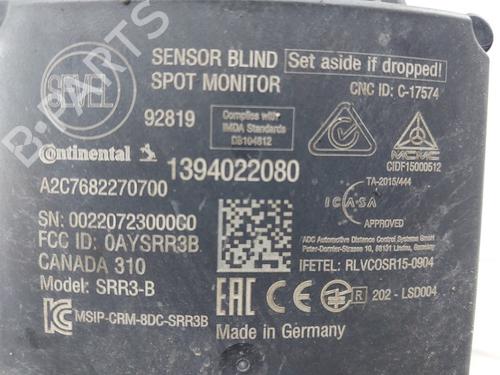 SEVEL
SENSOR BLIND
SPOT MONITOR
Set aside if dropped!
CNC ID: C-17574
92819
Complies with
IMDA Standards
DB104612
MCMC
CIDF15000512
Continental
1394022080
A2C7682270700
TA-2015/444
ICASA
APPROVED
SN: 00220723000C0
FCC ID: OAYSRR3B
CANADA 310
Model: SRR3-B
ADC Automotive Distance Control Systems GmbH
Peter-Dornier-Strasse 10, 88131 Lindau, Germany
IFETEL: RLVCOSR15-0904
EAC
CE
R 202 - LSD004
MSIP-CRM-8DC-SRR3B
Made in Germany
B-PARTS